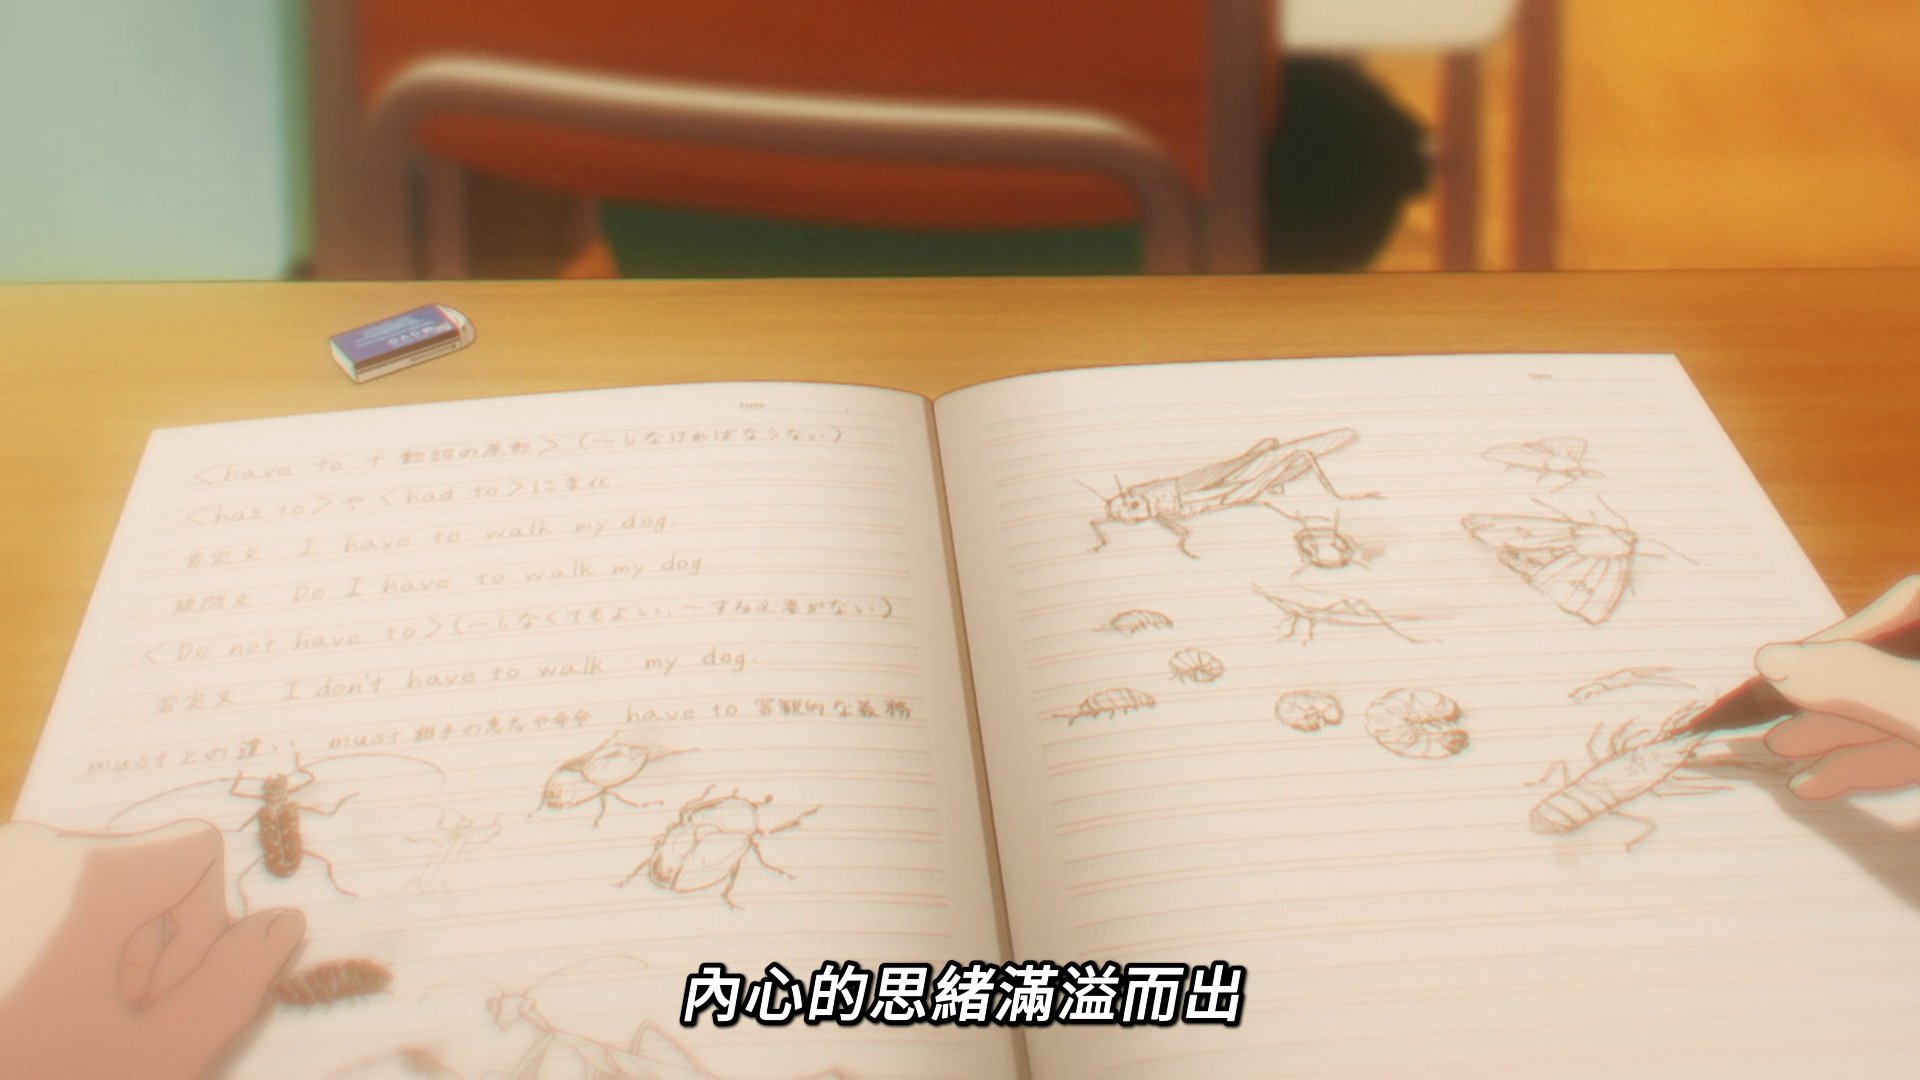 DADA
Date
Date
<have to + 動詞の原形>(～しなければならない)
<has to>や<had to>に変化
肯定文 I have to walk my dog.
疑問文 Do I have to walk my dog
<Do not have to>(～しなくてもよい、～する必要がない)
否定文 I don't have to walk my dog.
mustとの違い must 相手の意志や命令 have to 客観的な義務
內心的思緒滿溢而出